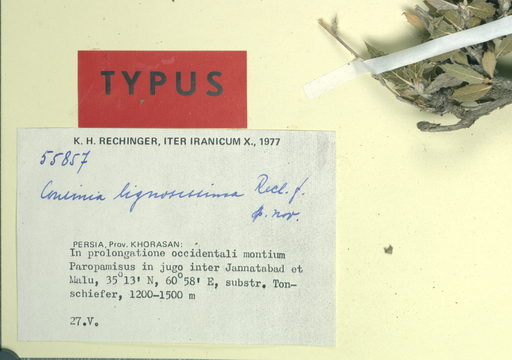 TYPUS
K. H. RECHINGER, ITER IRANICUM X., 1977
55857
Cousinia lignosissima Rech. f.
sp. nov.
PERSIA, Prov. KHORASAN:
In prolongatione occidentali montium
Paropamisus in jugo inter Jannatabad et
Malu, 35°13' N, 60°58' E, substr. Ton-
schiefer, 1200-1500 m
27.V.